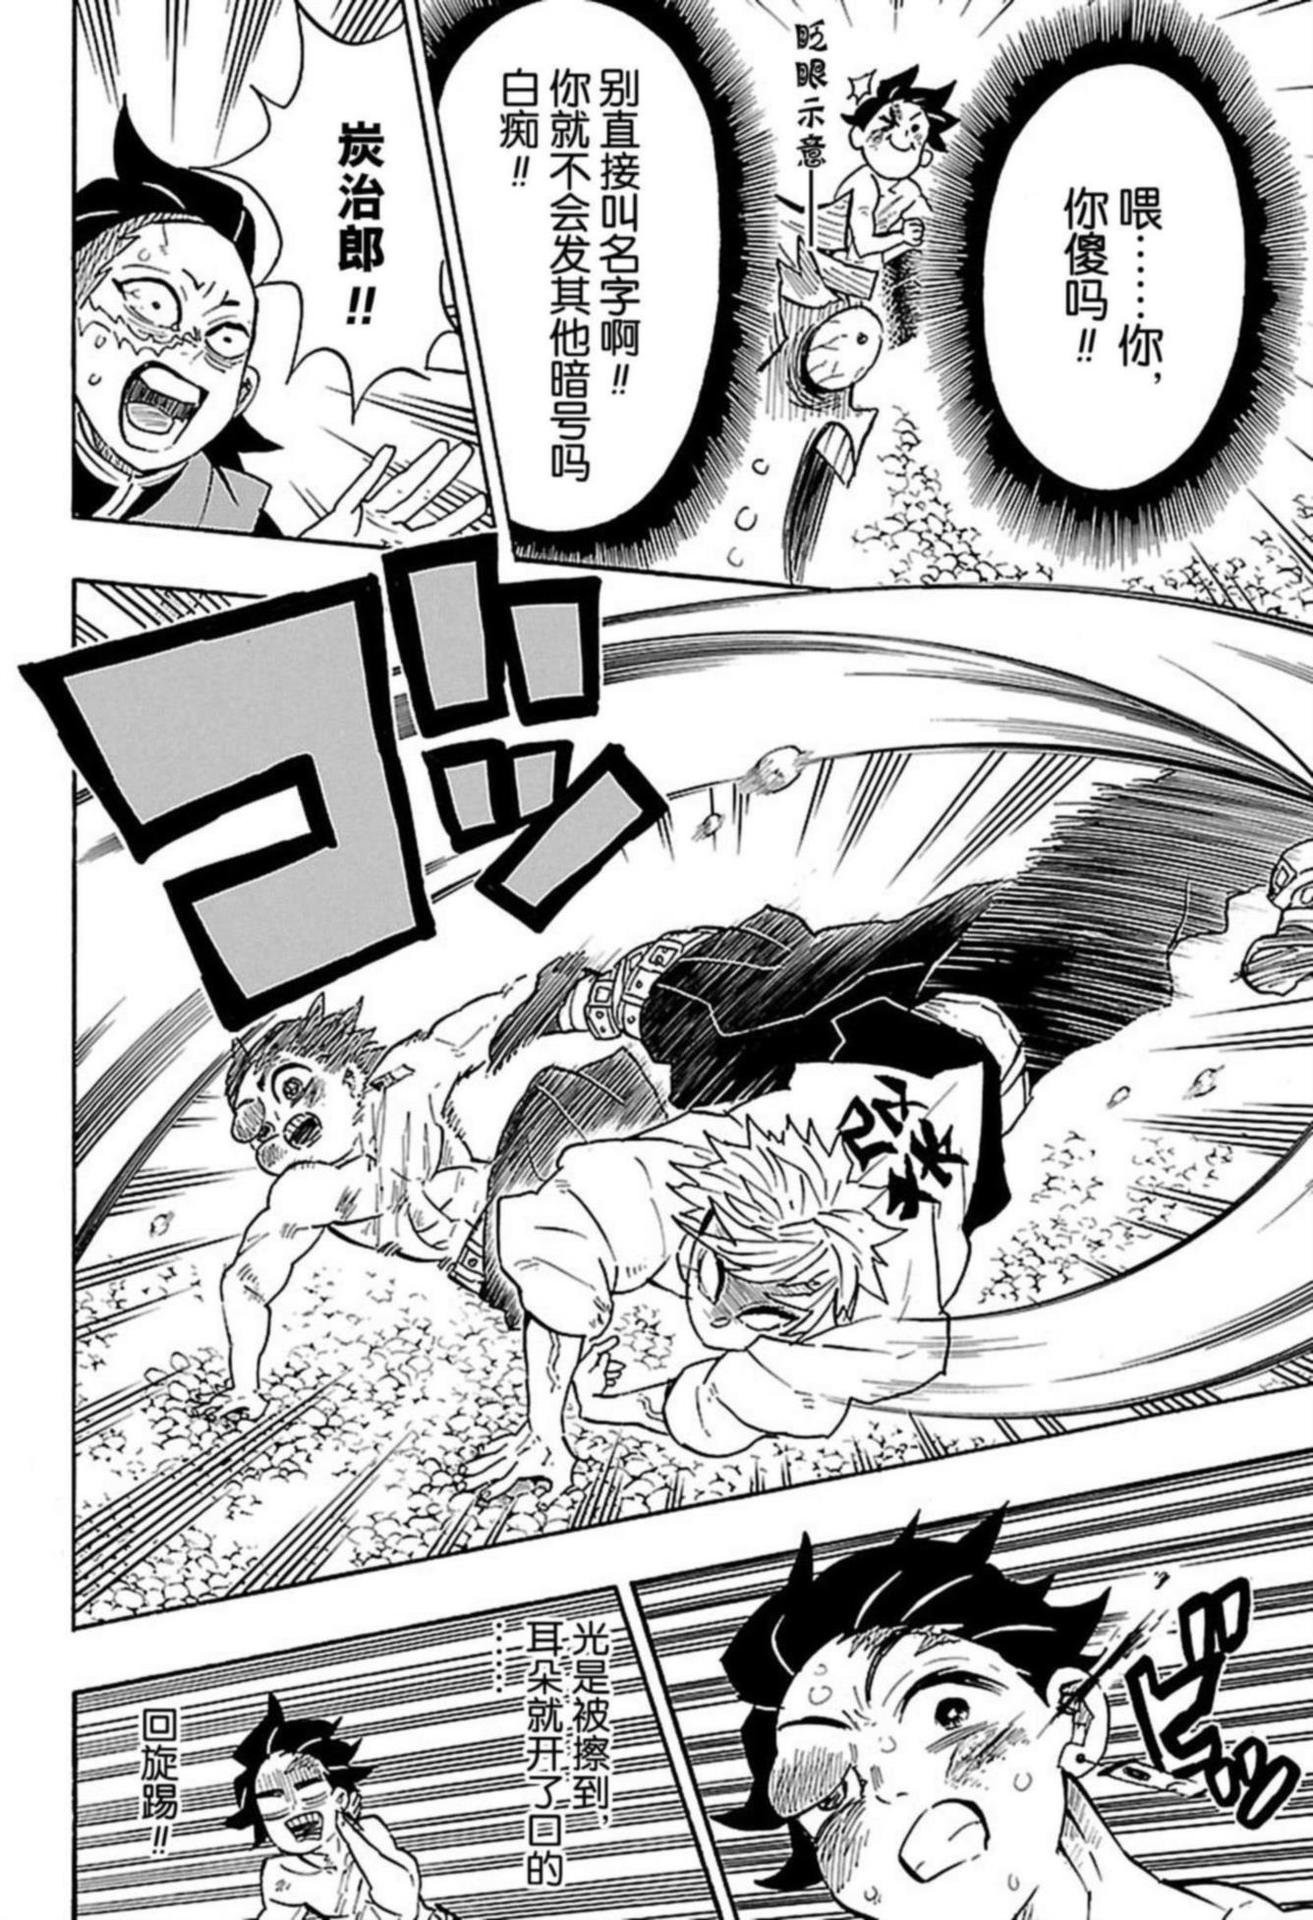 喂……你,
你傻吗!!
眨眼示意
别直接叫名字啊!!
你就不会发其他暗号吗
白痴!!
炭治郎!!
ゴッ
ビッ
光是被擦到,
耳朵就开了口的
……
回旋踢!!